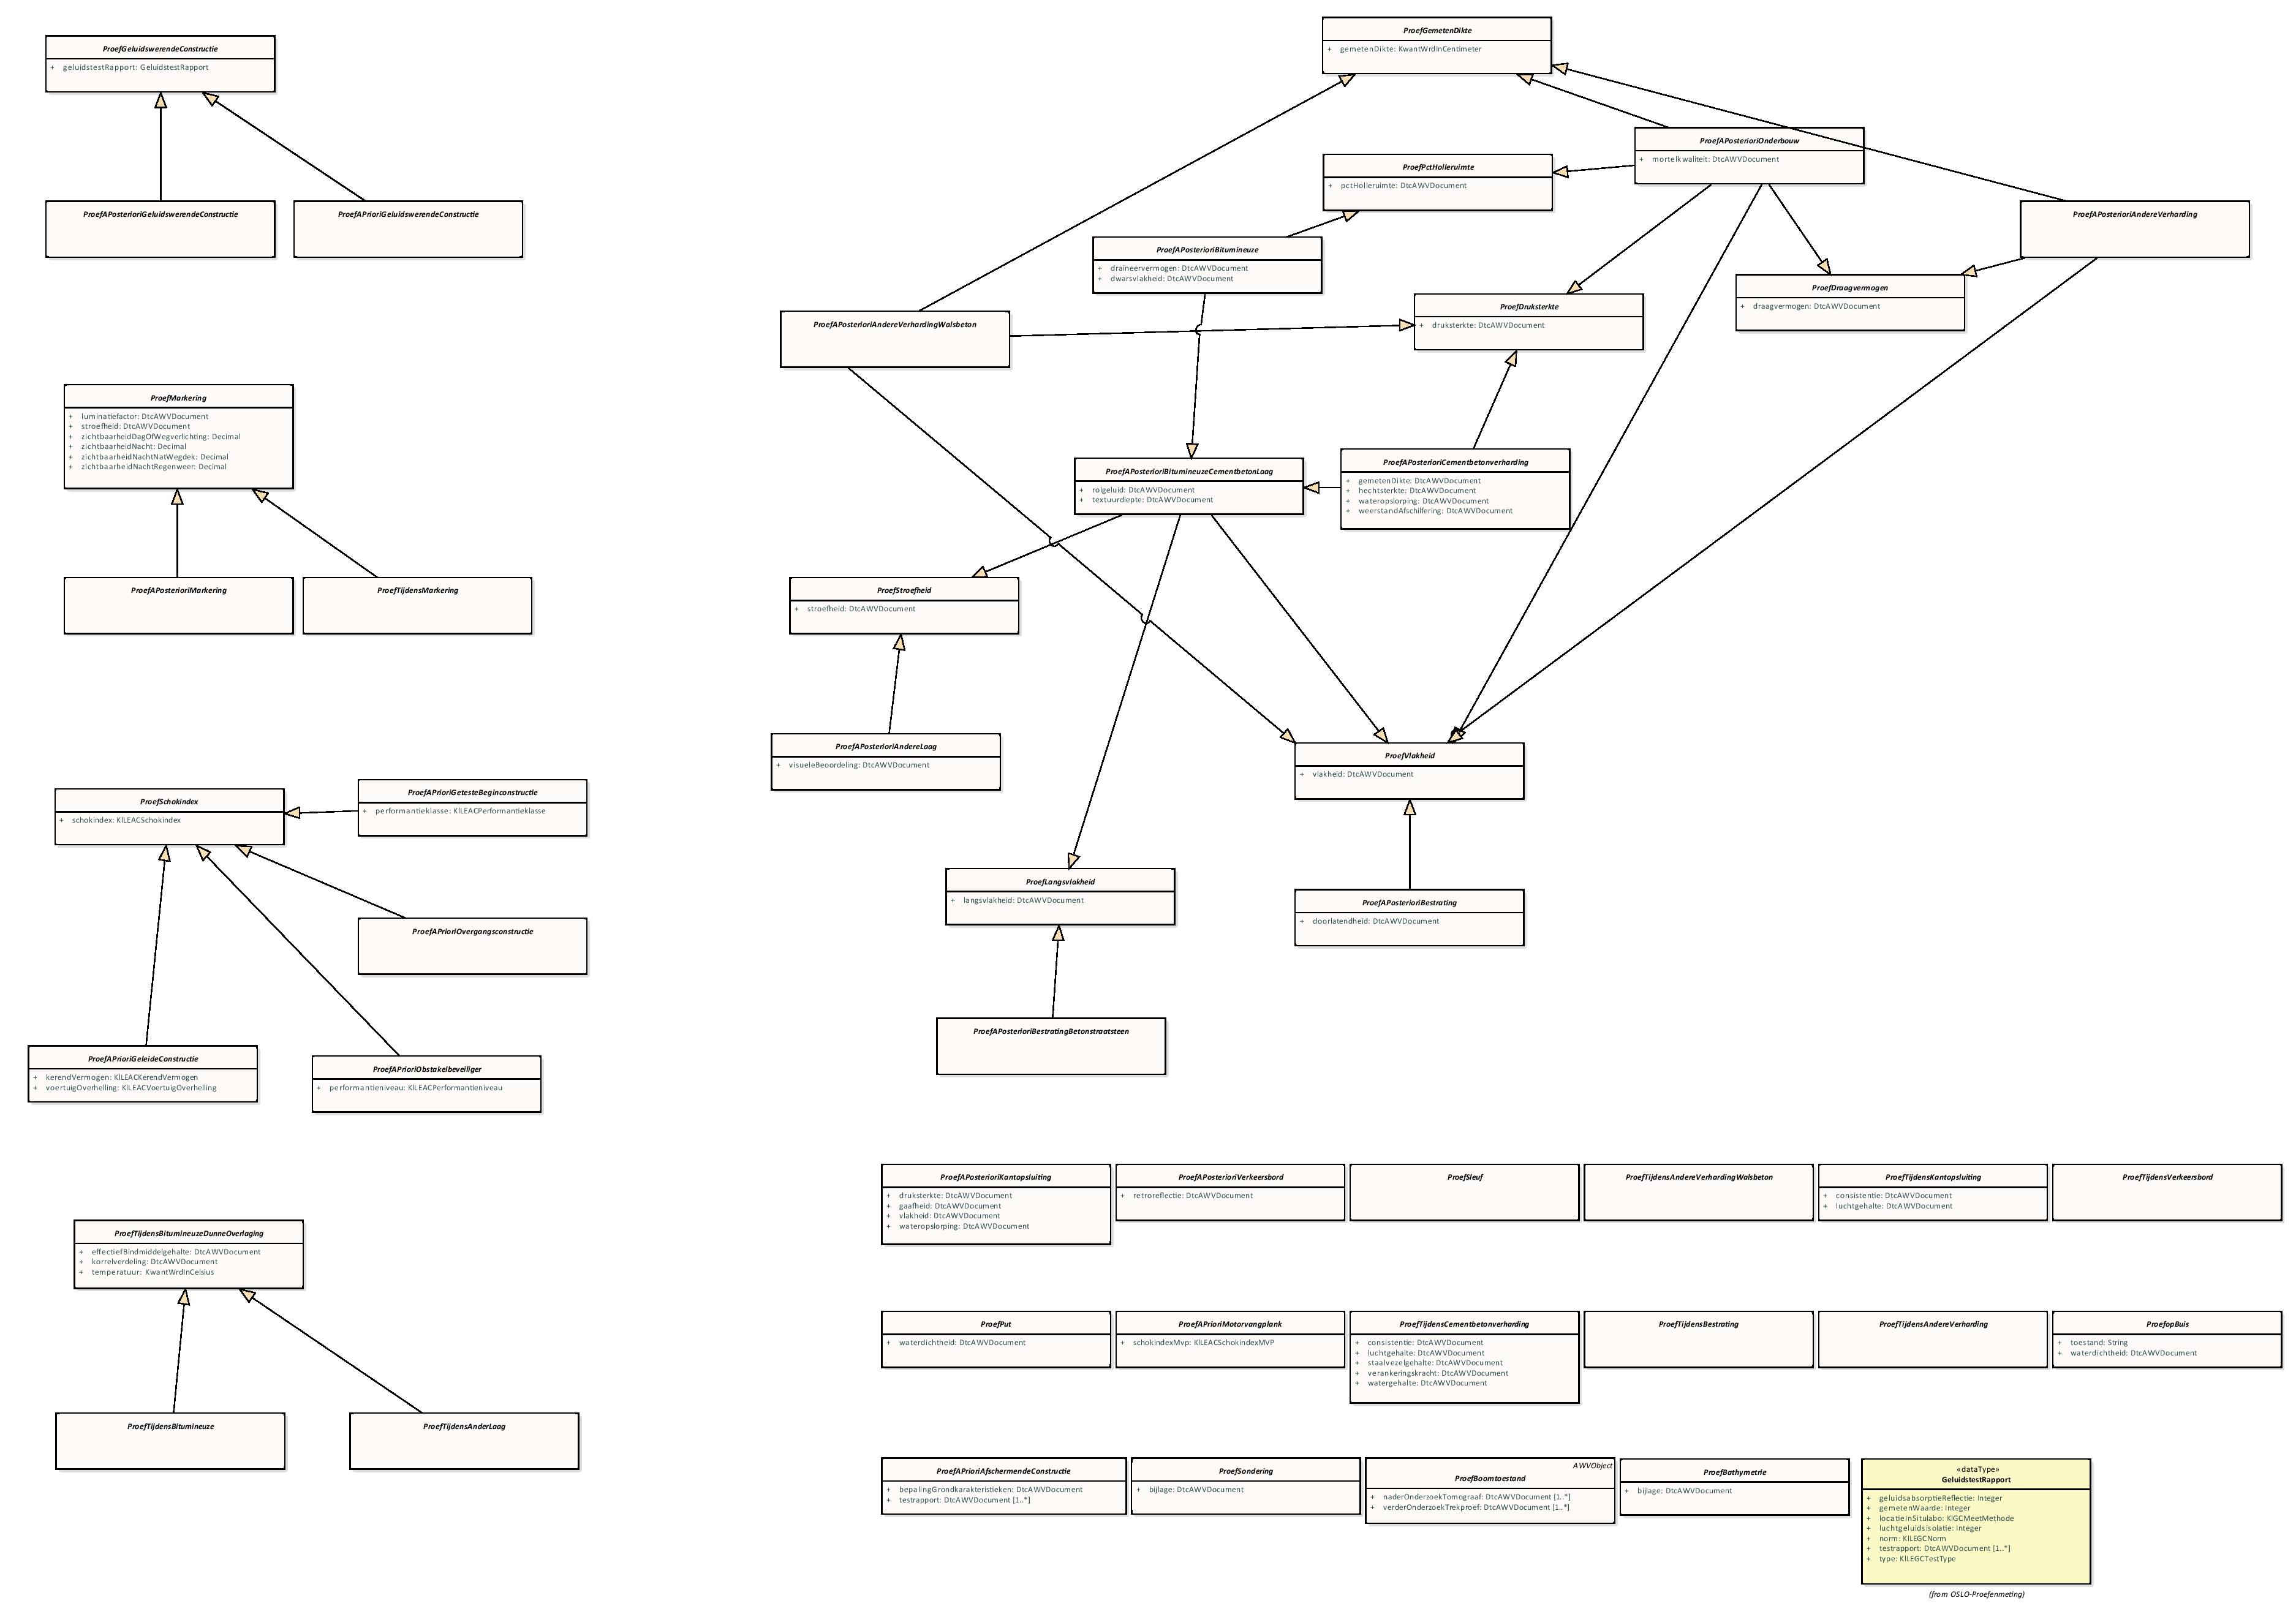 ProefGeluidswerendeConstructie
+ geluidstestRapport: GeluidstestRapport
ProefAPosterioriGeluidswerendeConstructie
ProefAPrioriGeluidswerendeConstructie
ProefMarkering
+ luminatiefactor: DtcAWVDocument
+ stroefheid: DtcAWVDocument
+ zichtbaarheidDagOfWegverlichting: Decimal
+ zichtbaarheidNacht: Decimal
+ zichtbaarheidNachtNatWegdek: Decimal
+ zichtbaarheidNachtRegenweer: Decimal
ProefAPosterioriMarkering
ProefTijdensMarkering
ProefSchokindex
+ schokindex: KlLEACSchokindex
ProefAPrioriGetesteBeginconstructie
+ performantieklasse: KlLEACPerformantieklasse
ProefAPrioriOvergangsconstructie
ProefAPrioriGeleideConstructie
+ kerendVermogen: KlLEACKerendVermogen
+ voertuigOverhelling: KlLEACVoertuigOverhelling
ProefAPrioriObstakelbeveiliger
+ performantieniveau: KlLEACPerformantieniveau
ProefTijdensBitumineuzeDunneOverlaging
+ effectiefBindmiddelgehalte: DtcAWVDocument
+ korrelverdeling: DtcAWVDocument
+ temperatuur: KwantWrdInCelsius
ProefTijdensBitumineuze
ProefTijdensAnderLaag
ProefGemetenDikte
+ gemetenDikte: KwantWrdInCentimeter
ProefAPosterioriOnderbouw
+ mortelkwaliteit: DtcAWVDocument
ProefPctHolleruimte
+ pctHolleruimte: DtcAWVDocument
ProefAPosterioriAndereVerharding
ProefAPosterioriBitumineuze
+ draineervermogen: DtcAWVDocument
+ dwarsvlakheid: DtcAWVDocument
ProefDraagvermogen
+ draagvermogen: DtcAWVDocument
ProefDruksterkte
+ druksterkte: DtcAWVDocument
ProefAPosterioriAndereVerhardingWalsbeton
ProefAPosterioriBitumineuzeCementbetonLaag
+ rolgeluid: DtcAWVDocument
+ textuurdiepte: DtcAWVDocument
ProefAPosterioriCementbetonverharding
+ gemetenDikte: DtcAWVDocument
+ hechtsterkte: DtcAWVDocument
+ wateropslorping: DtcAWVDocument
+ weerstandAfschilfering: DtcAWVDocument
ProefStroefheid
+ stroefheid: DtcAWVDocument
ProefAPosterioriAndereLaag
+ visueleBeoordeling: DtcAWVDocument
ProefVlakheid
+ vlakheid: DtcAWVDocument
ProefLangsvlakheid
+ langsvlakheid: DtcAWVDocument
ProefAPosterioriBestrating
+ doorlatendheid: DtcAWVDocument
ProefAPosterioriBestratingBetonstraatsteen
ProefAPosterioriKantopsluiting
+ druksterkte: DtcAWVDocument
+ gaafheid: DtcAWVDocument
+ vlakheid: DtcAWVDocument
+ wateropslorping: DtcAWVDocument
ProefAPosterioriVerkeersbord
+ retroreflectie: DtcAWVDocument
ProefSleuf
ProefTijdensAndereVerhardingWalsbeton
ProefTijdensKantopsluiting
+ consistentie: DtcAWVDocument
+ luchtgehalte: DtcAWVDocument
ProefTijdensVerkeersbord
ProefPut
+ waterdichtheid: DtcAWVDocument
ProefAPrioriMotorvangplank
+ schokindexMvp: KlLEACSchokindexMVP
ProefTijdensCementbetonverharding
+ consistentie: DtcAWVDocument
+ luchtgehalte: DtcAWVDocument
+ staalvezelgehalte: DtcAWVDocument
+ verankeringskracht: DtcAWVDocument
+ watergehalte: DtcAWVDocument
ProefTijdensBestrating
ProefTijdensAndereVerharding
ProefopBuis
+ toestand: String
+ waterdichtheid: DtcAWVDocument
ProefAPrioriAfschermendeConstructie
+ bepalingGrondkarakteristieken: DtcAWVDocument
+ testrapport: DtcAWVDocument [1..*]
ProefSondering
+ bijlage: DtcAWVDocument
AWVObject
ProefBoomtoestand
+ naderOnderzoekTomograaf: DtcAWVDocument [1..*]
+ verderOnderzoekTrekproef: DtcAWVDocument [1..*]
ProefBathymetrie
+ bijlage: DtcAWVDocument
«dataType»
GeluidstestRapport
+ geluidsabsorptieReflectie: Integer
+ gemetenWaarde: Integer
+ locatieInSitulabo: KlGCMeetMethode
+ luchtgeluidsisolatie: Integer
+ norm: KlLEGCNorm
+ testrapport: DtcAWVDocument [1..*]
+ type: KlLEGCTestType
(from OSLO-Proefenmeting)